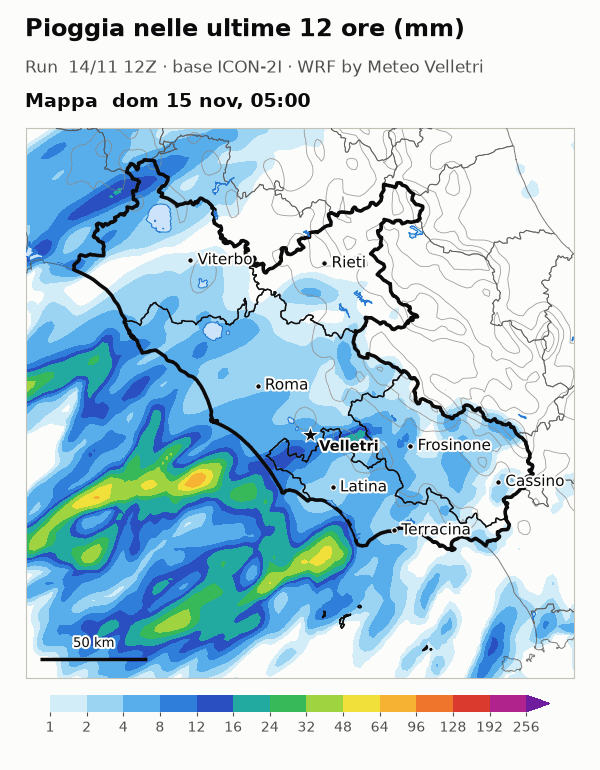 Pioggia nelle ultime 12 ore (mm)
Run 14/11 12Z · base ICON-2I · WRF by Meteo Velletri
Mappa dom 15 nov, 05:00
Viterbo
Rieti
Roma
Velletri
Frosinone
Cassino
Latina
Terracina
50 km
1 2 4 8 12 16 24 32 48 64 96 128 192 256